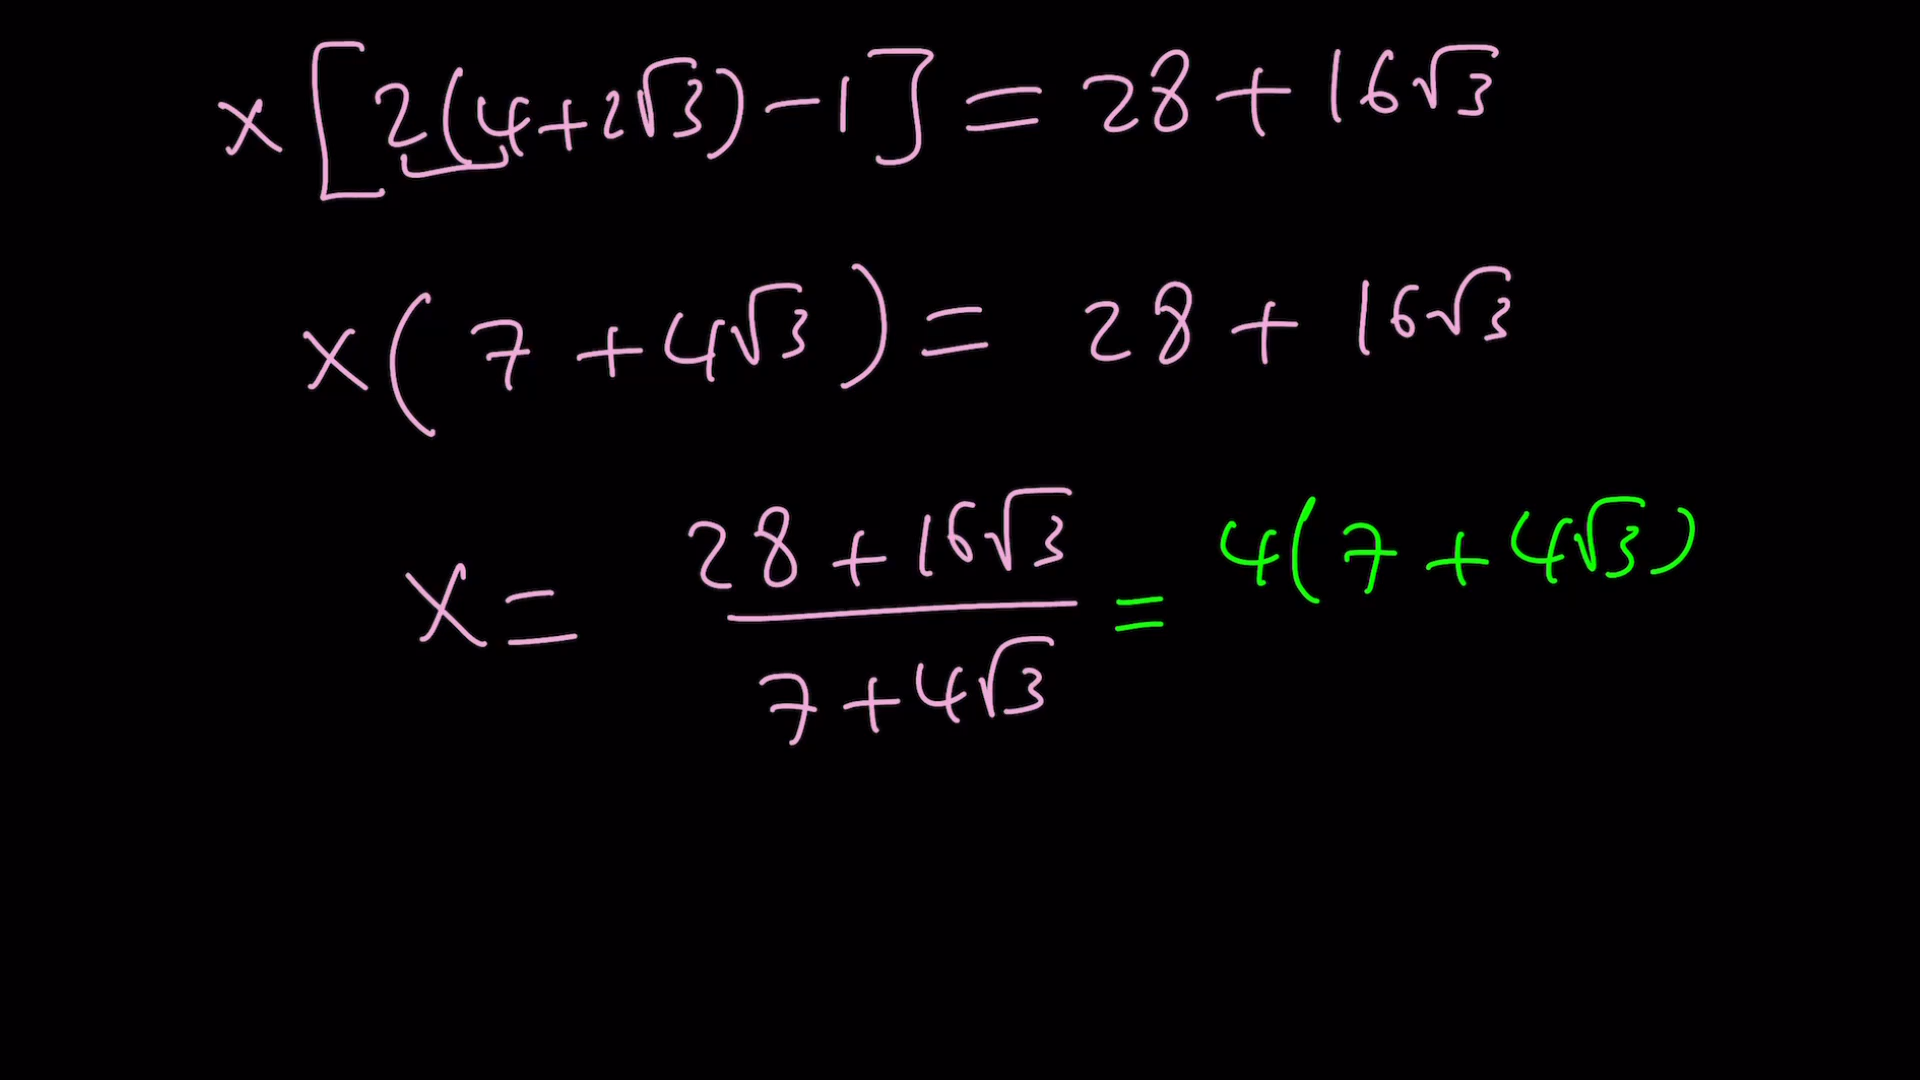 x[2(4+2√3)-1] = 28+16√3
x(7+4√3) = 28+16√3
x = (28+16√3)/(7+4√3) = 4(7+4√3)